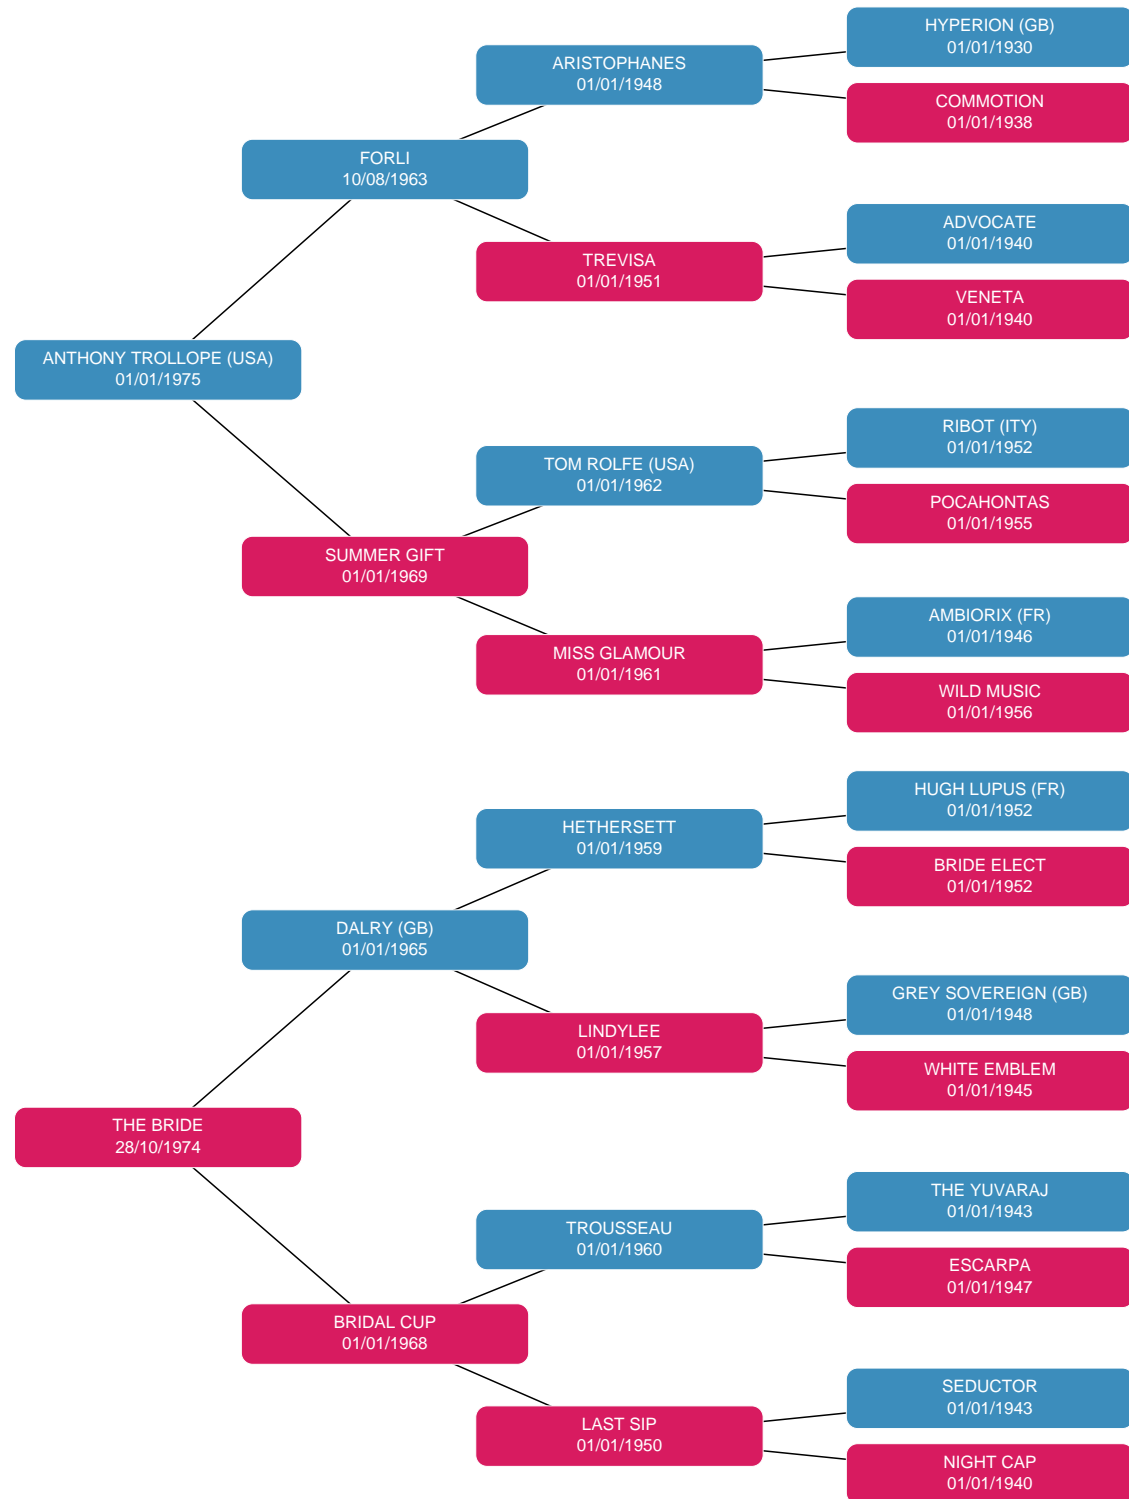 HYPERION (GB)
01/01/1930
ARISTOPHANES
01/01/1948
COMMOTION
01/01/1938
FORLI
10/08/1963
ADVOCATE
01/01/1940
TREVISA
01/01/1951
VENETA
01/01/1940
ANTHONY TROLLOPE (USA)
01/01/1975
RIBOT (ITY)
01/01/1952
TOM ROLFE (USA)
01/01/1962
POCAHONTAS
01/01/1955
SUMMER GIFT
01/01/1969
AMBIORIX (FR)
01/01/1946
MISS GLAMOUR
01/01/1961
WILD MUSIC
01/01/1956
HUGH LUPUS (FR)
01/01/1952
HETHERSETT
01/01/1959
BRIDE ELECT
01/01/1952
DALRY (GB)
01/01/1965
GREY SOVEREIGN (GB)
01/01/1948
LINDYLEE
01/01/1957
WHITE EMBLEM
01/01/1945
THE BRIDE
28/10/1974
THE YUVARAJ
01/01/1943
TROUSSEAU
01/01/1960
ESCARPA
01/01/1947
BRIDAL CUP
01/01/1968
SEDUCTOR
01/01/1943
LAST SIP
01/01/1950
NIGHT CAP
01/01/1940